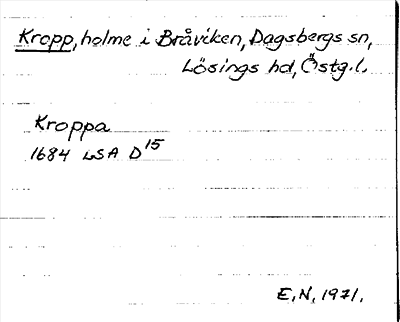 Kropp, holme i Bråviken, Dagsbergs sn,
Lösings hd, Östg.l.
Kroppa
1684 LSA D15
E.N. 1971.